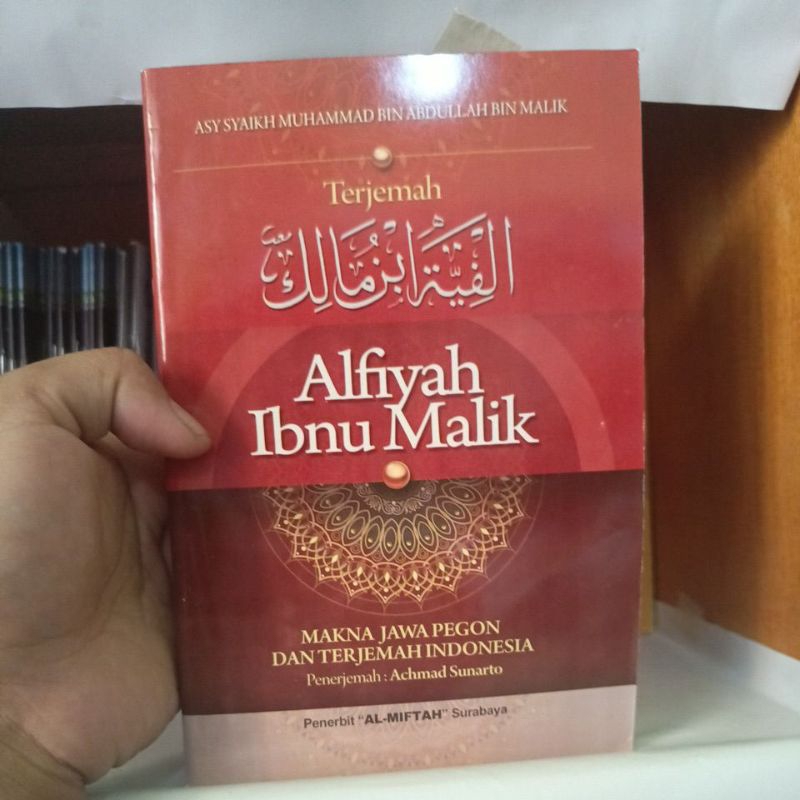 ASY SYAIKH MUHAMMAD BIN ABDULLAH BIN MALIK
Terjemah
الفِيَّة ابْن مَالِك
Alfiyah
Ibnu Malik
MAKNA JAWA PEGON
DAN TERJEMAH INDONESIA
Penerjemah : Achmad Sunarto
Penerbit "AL-MIFTAH" Surabaya